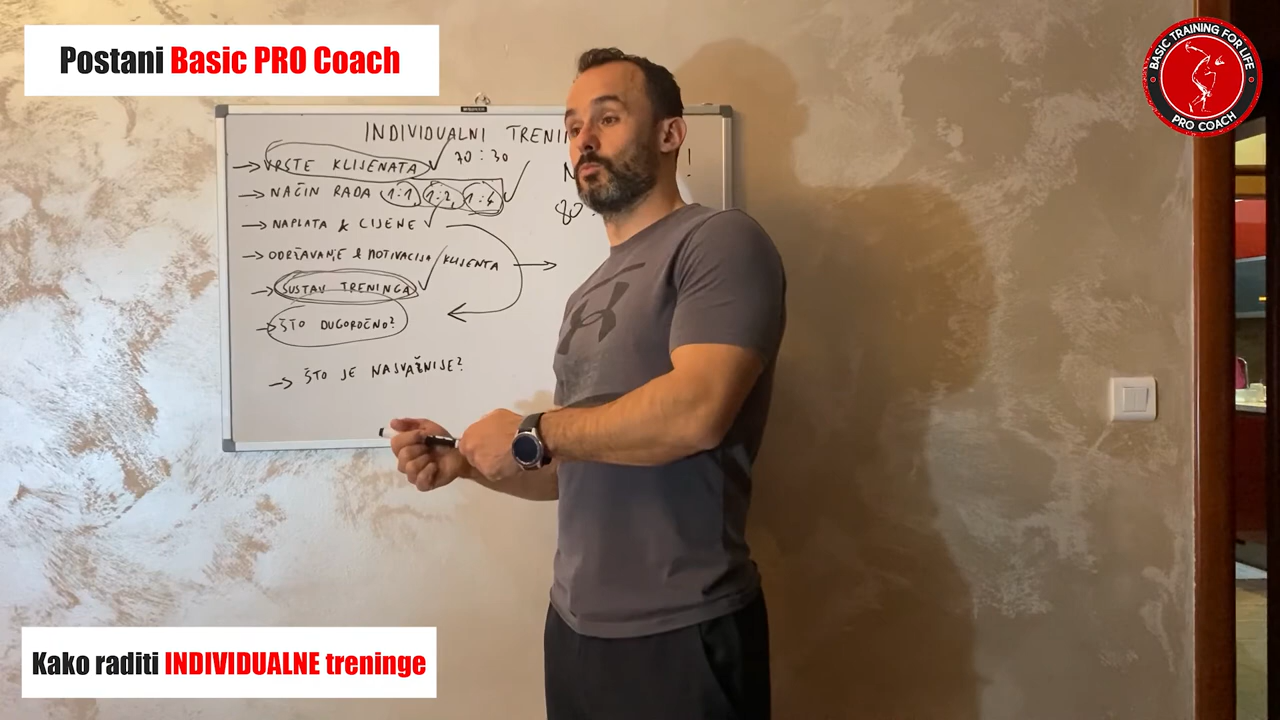 Postani Basic PRO Coach
BASIC TRAINING FOR LIFE
PRO COACH
INDIVIDUALNI TRENIN
→ VRSTE KLIJENATA ✓ 70:30
→ NAČIN RADA 1:1, 1:2, 1:4 ✓
→ NAPLATA & CIJENE ✓
80
→ ODRŽAVANJE & MOTIVACIJA KLIJENTA
→ SUSTAV TRENINGA ✓
→ ŠTO DUGOROČNO?
→ ŠTO JE NAJVAŽNIJE?
Kako raditi INDIVIDUALNE treninge